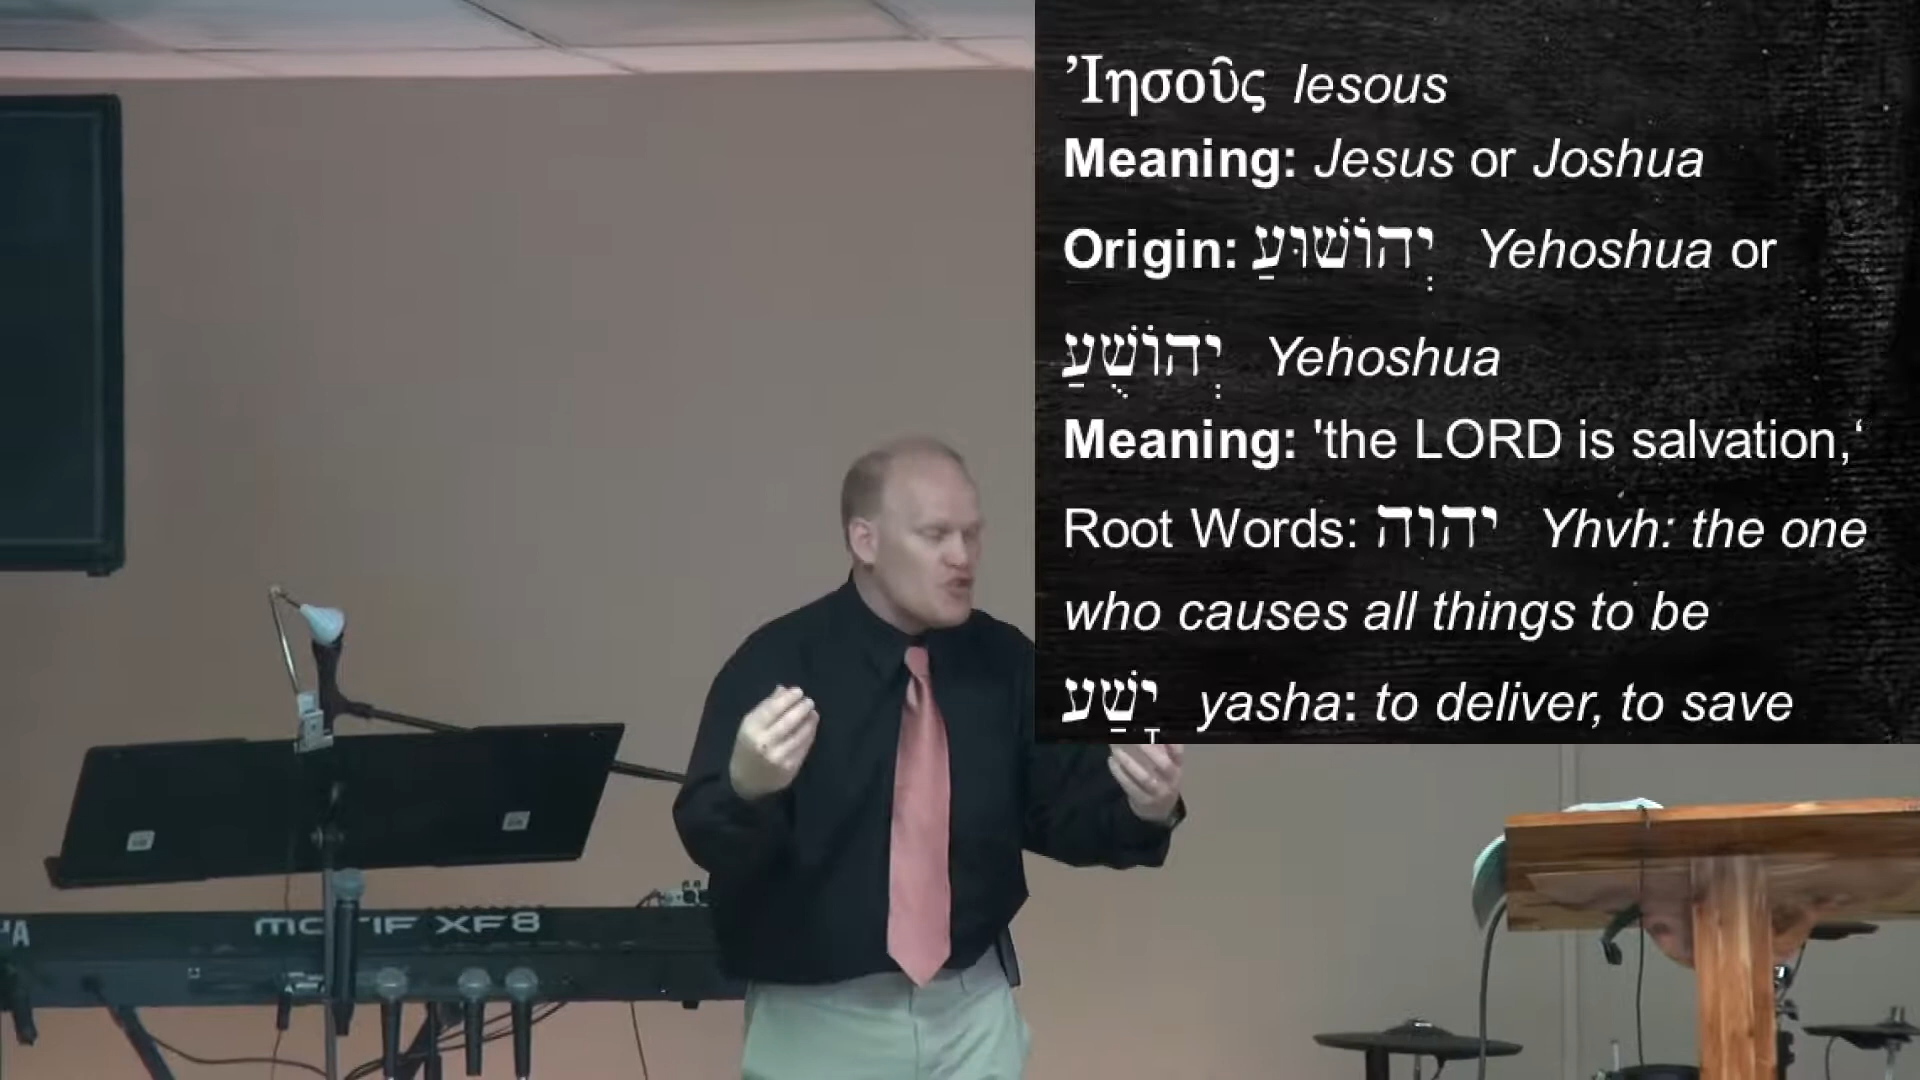 Ἰησοῦς Iesous
Meaning: Jesus or Joshua
Origin: יְהוֹשׁוּעַ Yehoshua or
יְהוֹשֻׁעַ Yehoshua
Meaning: 'the LORD is salvation,‘
Root Words: יהוה Yhvh: the one
who causes all things to be
יָשַׁע yasha: to deliver, to save
MOTIF XF8